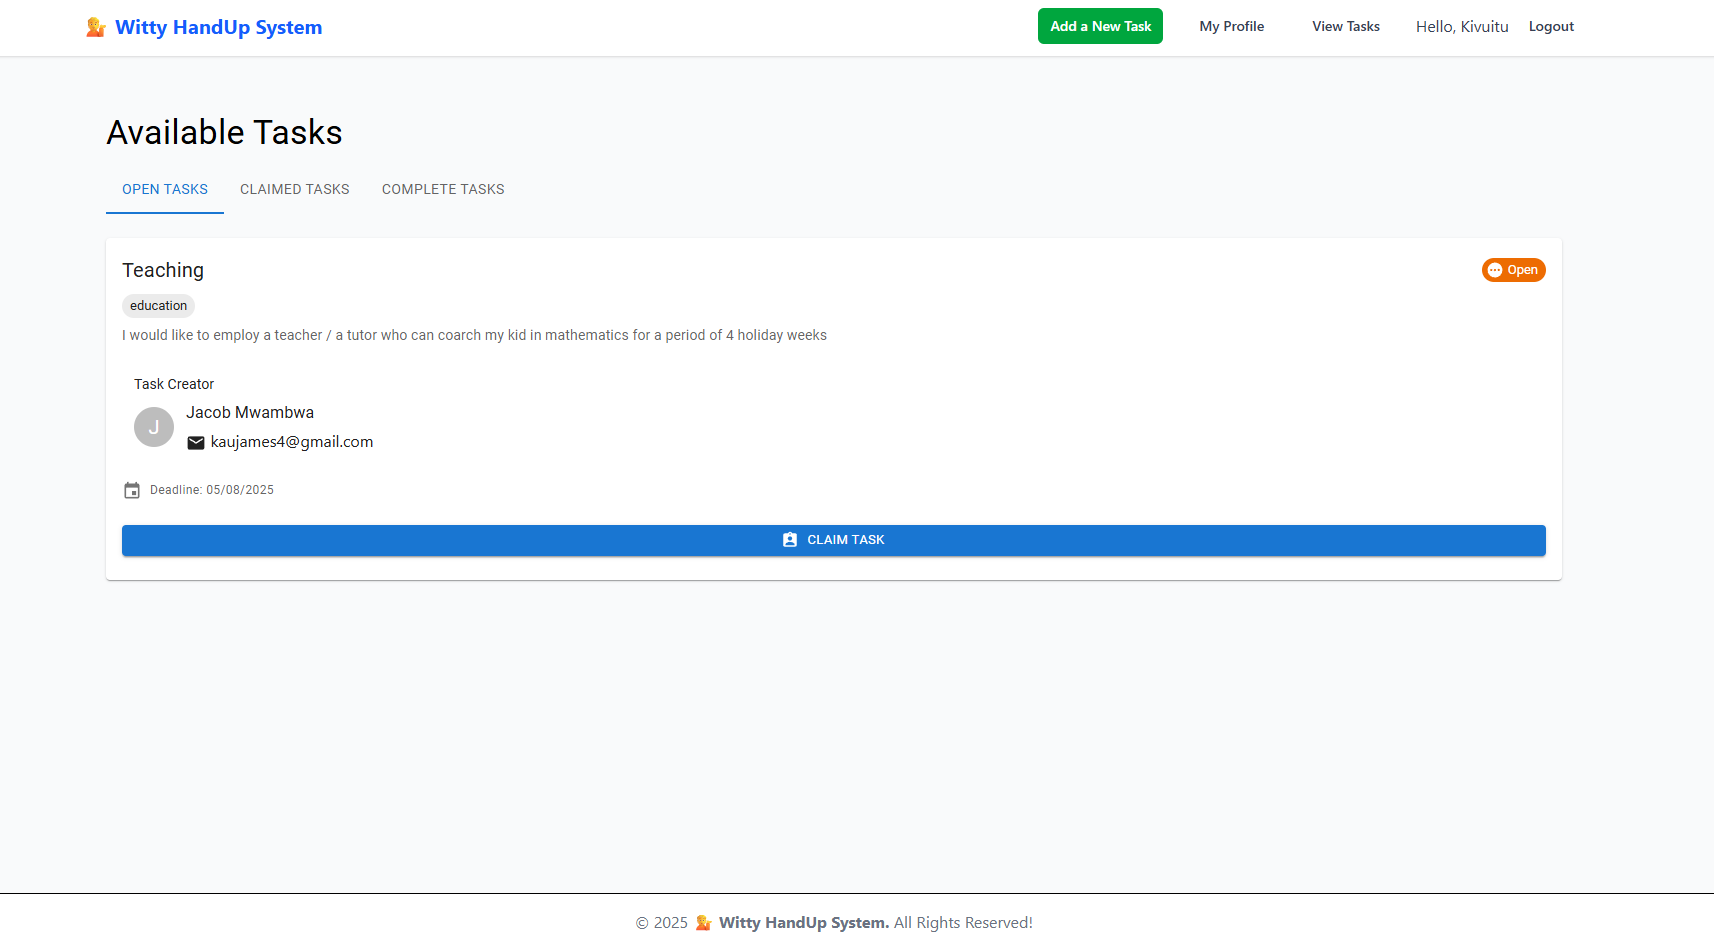 Witty HandUp System
Add a New Task
My Profile
View Tasks
Hello, Kivuitu
Logout
Available Tasks
OPEN TASKS
CLAIMED TASKS
COMPLETE TASKS
Teaching
Open
education
I would like to employ a teacher / a tutor who can coarch my kid in mathematics for a period of 4 holiday weeks
Task Creator
J
Jacob Mwambwa
kaujames4@gmail.com
Deadline: 05/08/2025
CLAIM TASK
© 2025 Witty HandUp System. All Rights Reserved!